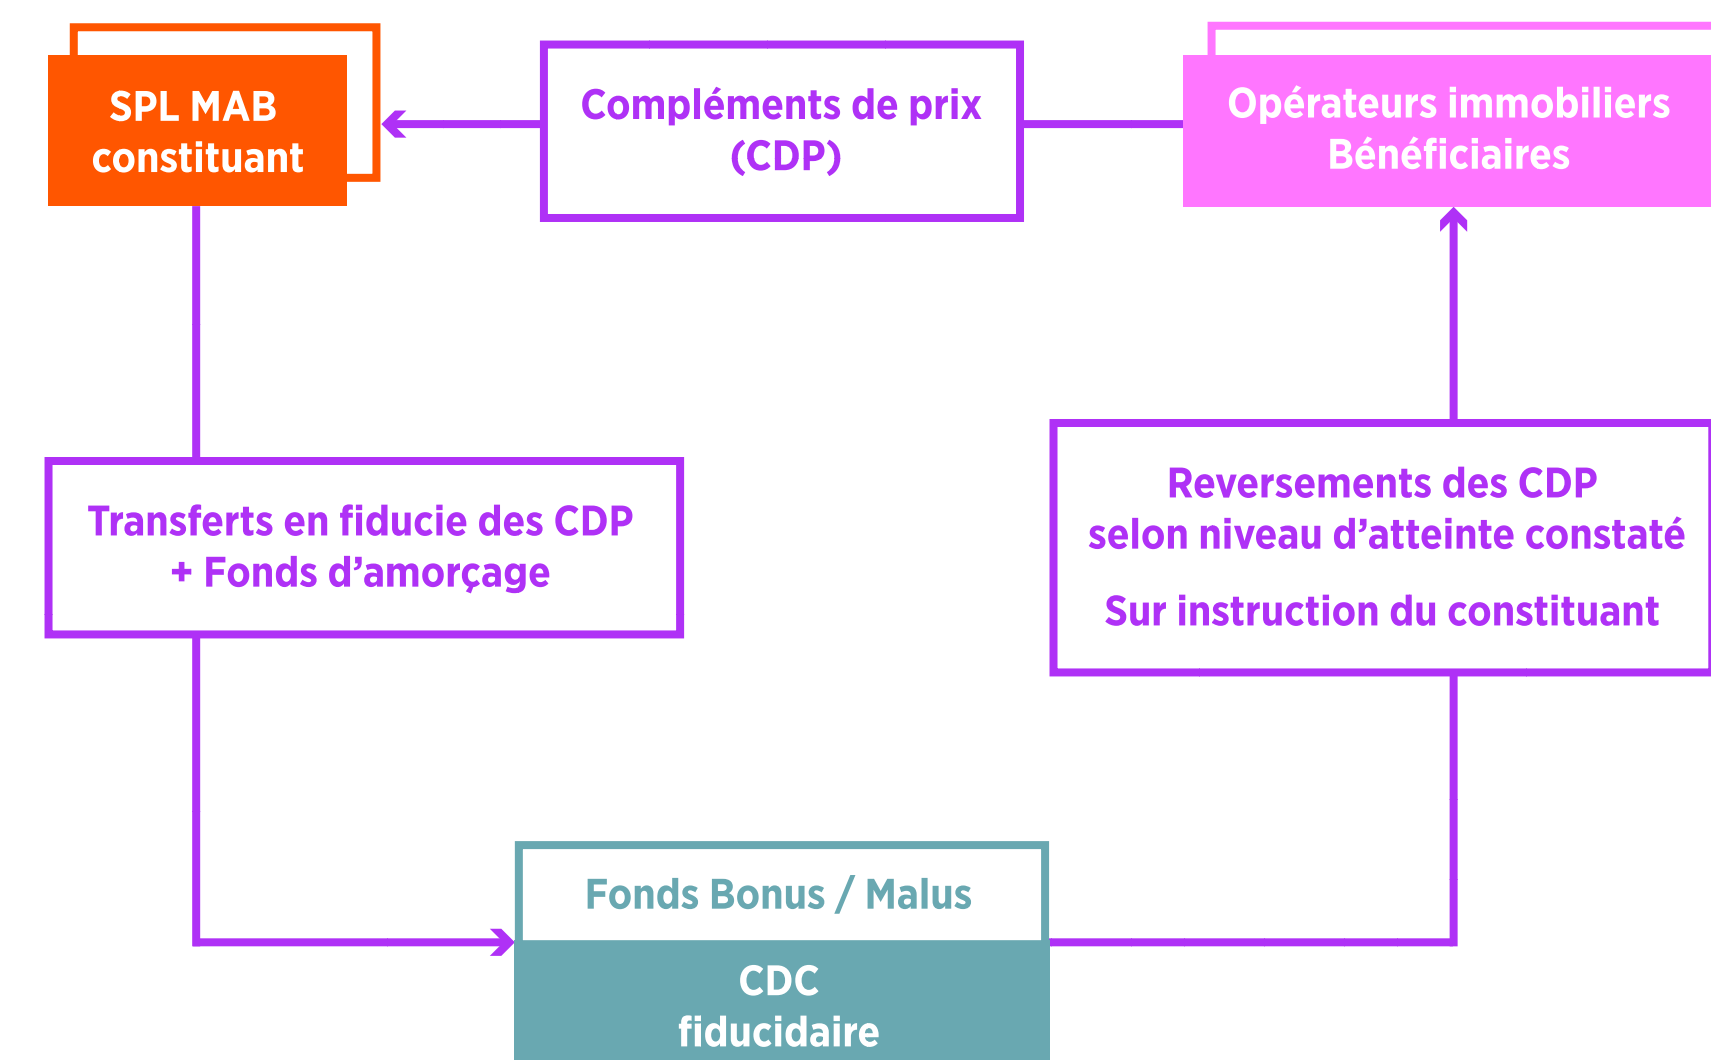 SPL MAB
constituant
Compléments de prix
(CDP)
Opérateurs immobiliers
Bénéficiaires
Transferts en fiducie des CDP
+ Fonds d’amorçage
Reversements des CDP
selon niveau d’atteinte constaté
Sur instruction du constituant
Fonds Bonus / Malus
CDC
fiducidaire